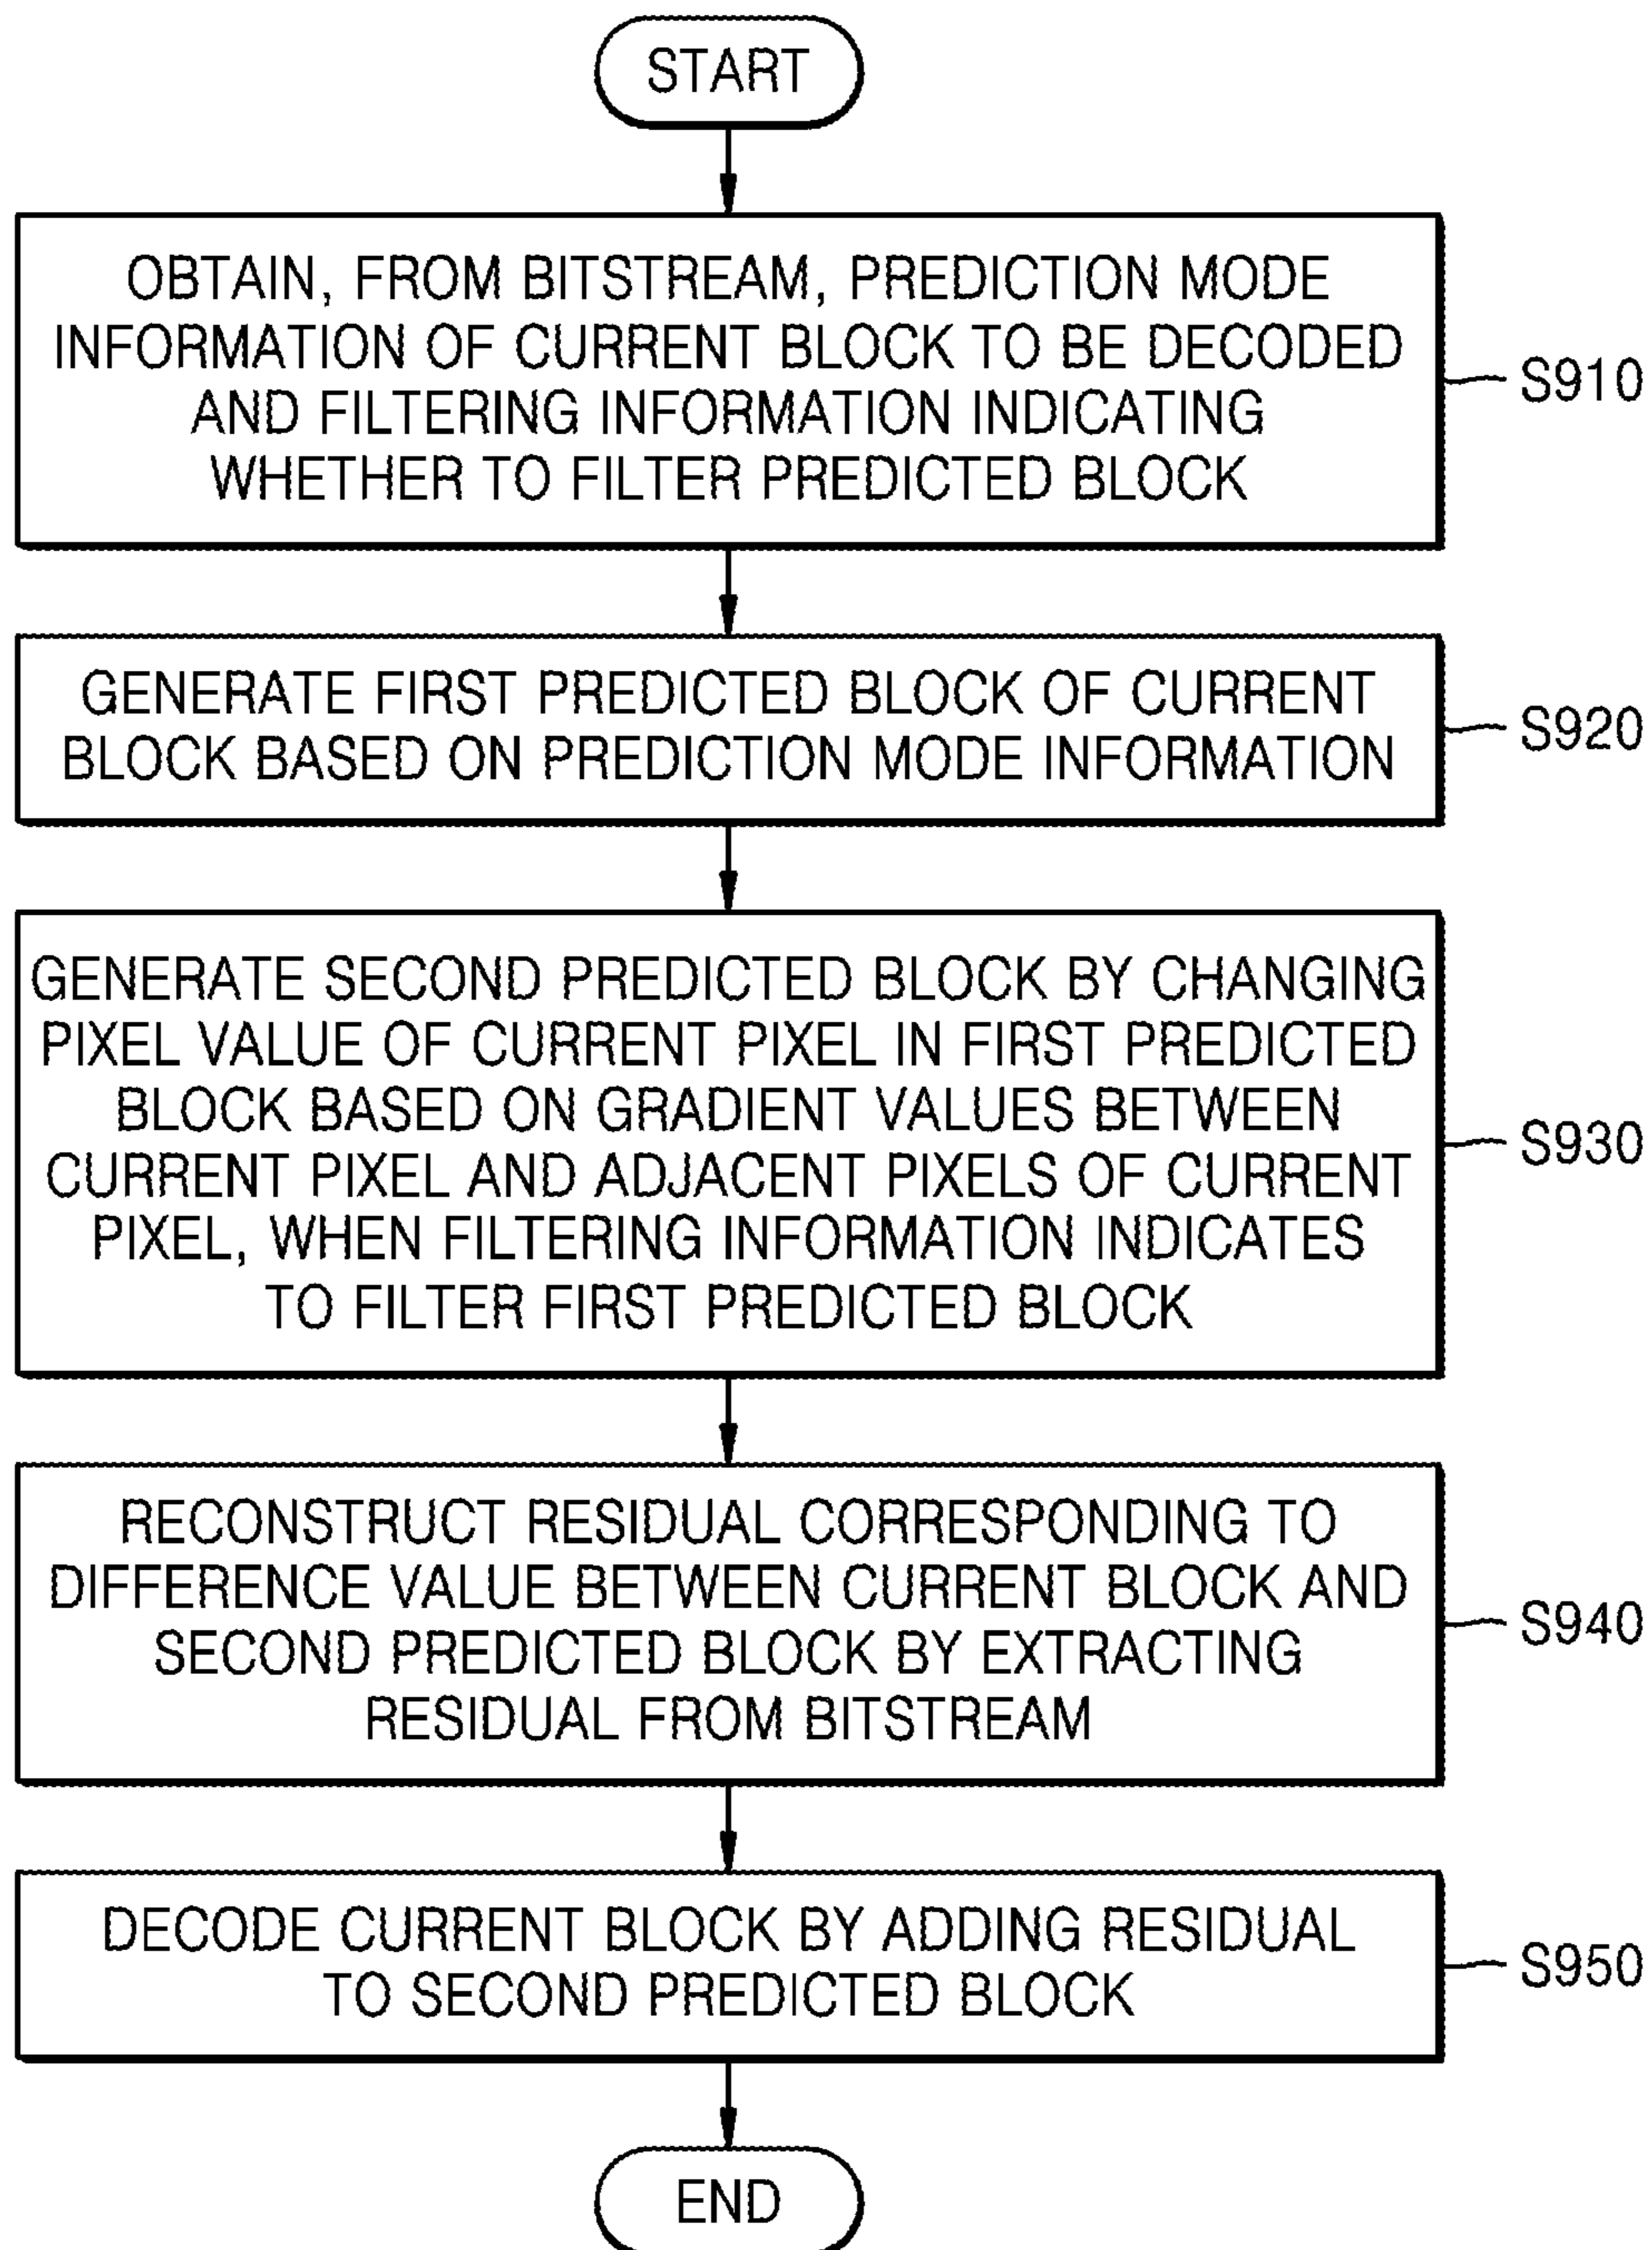 START
OBTAIN, FROM BITSTREAM, PREDICTION MODE
INFORMATION OF CURRENT BLOCK TO BE DECODED
AND FILTERING INFORMATION INDICATING
WHETHER TO FILTER PREDICTED BLOCK
S910
GENERATE FIRST PREDICTED BLOCK OF CURRENT
BLOCK BASED ON PREDICTION MODE INFORMATION
S920
GENERATE SECOND PREDICTED BLOCK BY CHANGING
PIXEL VALUE OF CURRENT PIXEL IN FIRST PREDICTED
BLOCK BASED ON GRADIENT VALUES BETWEEN
CURRENT PIXEL AND ADJACENT PIXELS OF CURRENT
PIXEL, WHEN FILTERING INFORMATION INDICATES
TO FILTER FIRST PREDICTED BLOCK
S930
RECONSTRUCT RESIDUAL CORRESPONDING TO
DIFFERENCE VALUE BETWEEN CURRENT BLOCK AND
SECOND PREDICTED BLOCK BY EXTRACTING
RESIDUAL FROM BITSTREAM
S940
DECODE CURRENT BLOCK BY ADDING RESIDUAL
TO SECOND PREDICTED BLOCK
S950
END